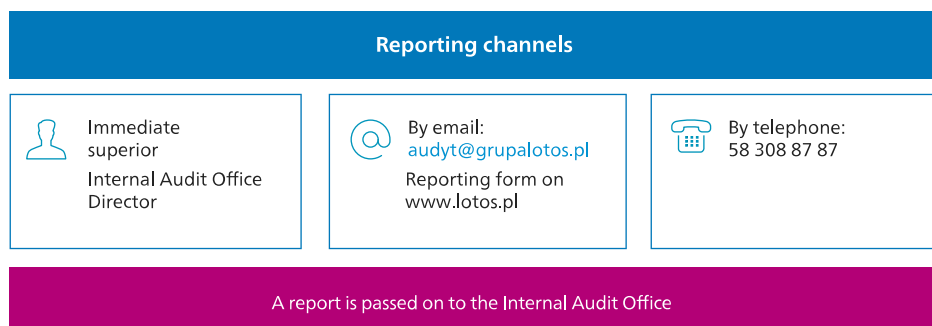 Reporting channels
Immediate
superior
Internal Audit Office
Director
By email:
audyt@grupalotos.pl
Reporting form on
www.lotos.pl
By telephone:
58 308 87 87
A report is passed on to the Internal Audit Office